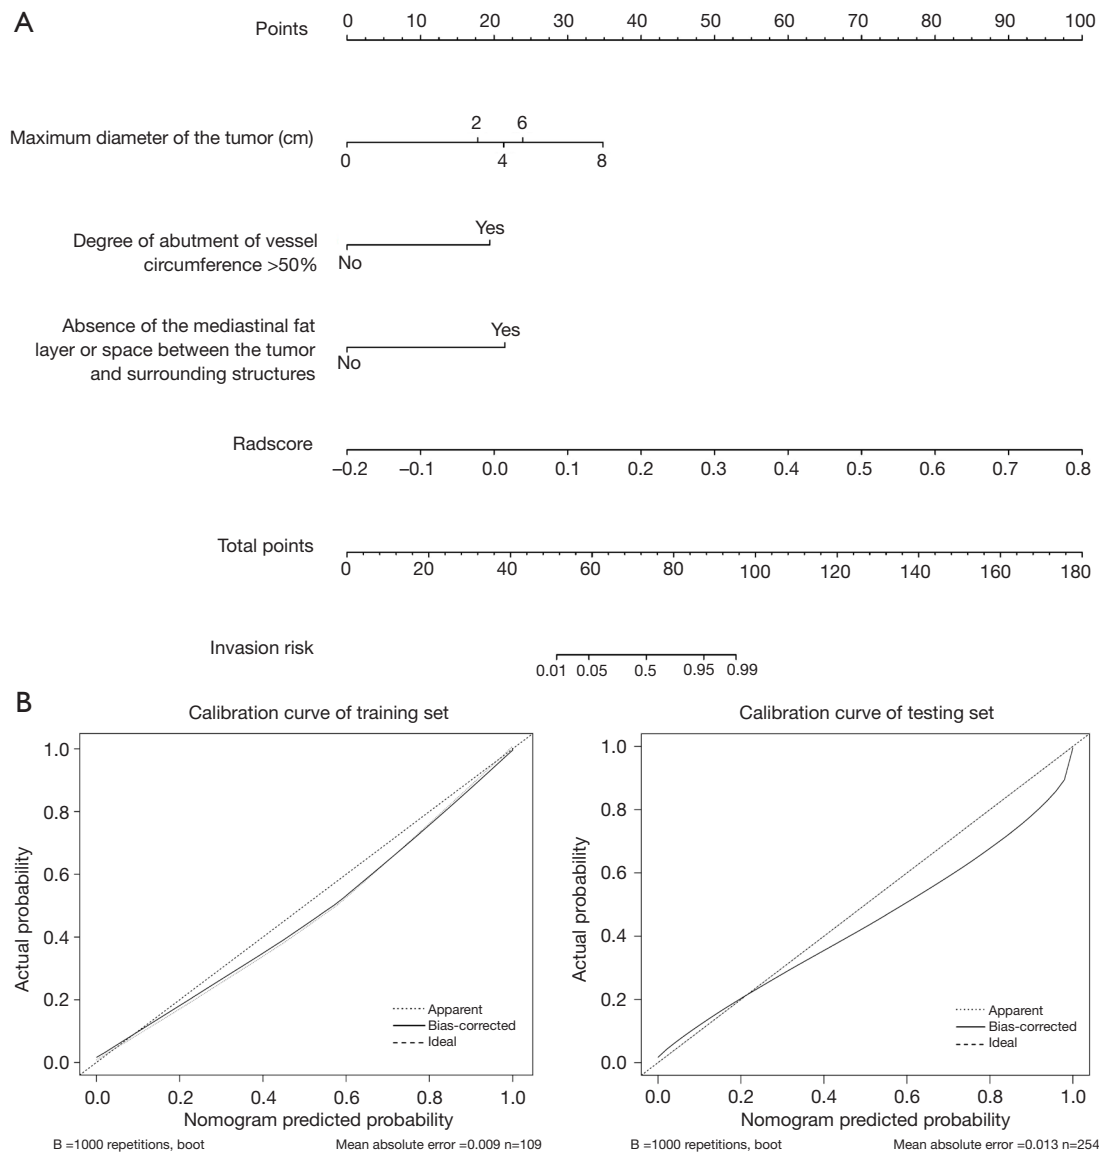 A
Points
0 10 20 30 40 50 60 70 80 90 100
2 6
Maximum diameter of the tumor (cm)
0 4 8
Yes
Degree of abutment of vessel
circumference >50%
No
Absence of the mediastinal fat
layer or space between the tumor
and surrounding structures
Yes
No
Radscore
–0.2 –0.1 0.0 0.1 0.2 0.3 0.4 0.5 0.6 0.7 0.8
Total points
0 20 40 60 80 100 120 140 160 180
Invasion risk
0.01 0.05 0.5 0.95 0.99
B
Calibration curve of training set
Actual probability
1.0
0.8
0.6
0.4
0.2
0.0
Apparent
Bias-corrected
Ideal
0.0 0.2 0.4 0.6 0.8 1.0
Nomogram predicted probability
B =1000 repetitions, boot
Mean absolute error =0.009 n=109
Calibration curve of testing set
Actual probability
1.0
0.8
0.6
0.4
0.2
0.0
Apparent
Bias-corrected
Ideal
0.0 0.2 0.4 0.6 0.8 1.0
Nomogram predicted probability
B =1000 repetitions, boot
Mean absolute error =0.013 n=254